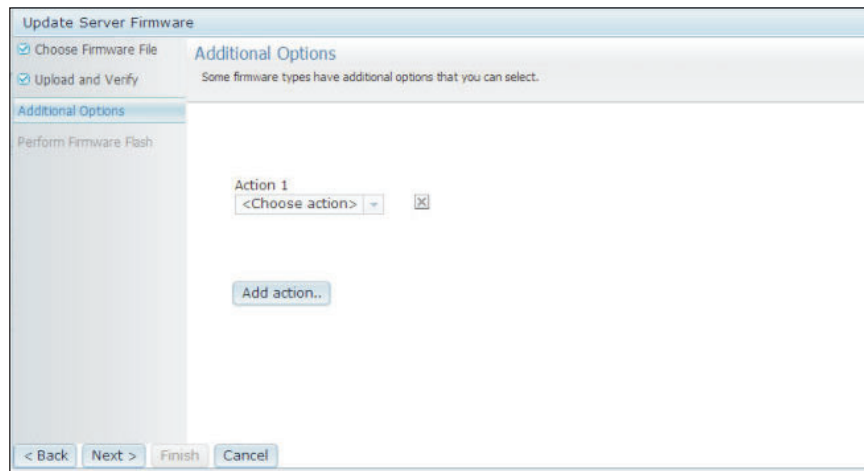 Update Server Firmware
Choose Firmware File
Upload and Verify
Additional Options
Perform Firmware Flash
Additional Options
Some firmware types have additional options that you can select.
Action 1
<Choose action>
Add action..
< Back
Next >
Finish
Cancel